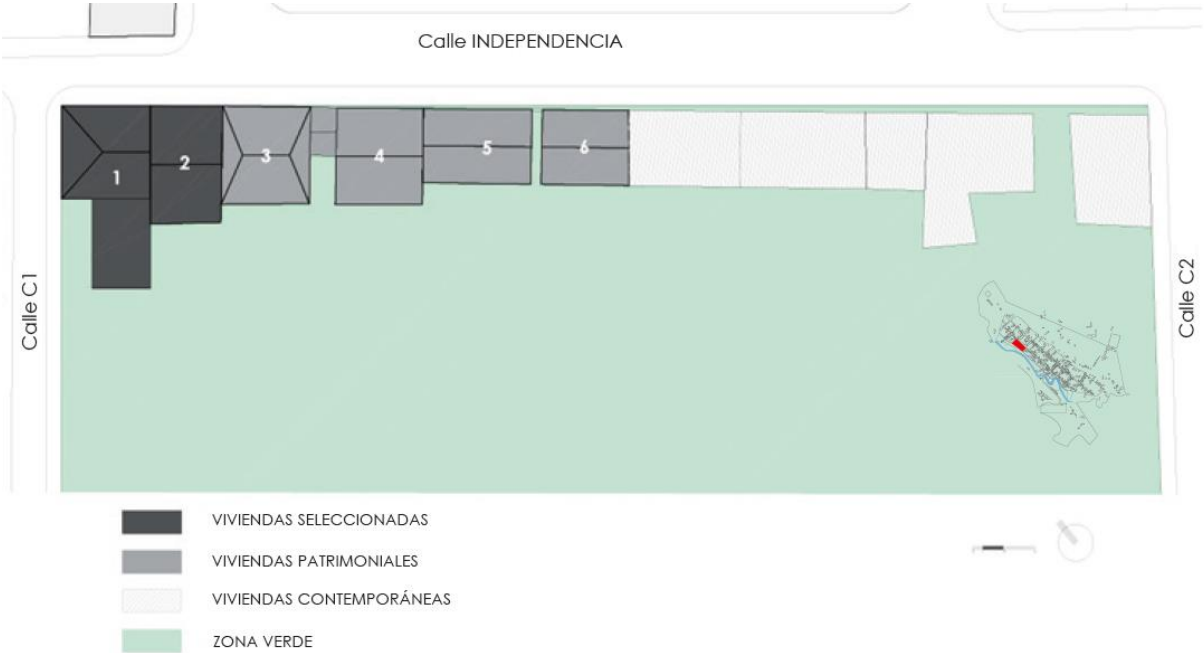 Calle INDEPENDENCIA
1
2
3
4
5
6
Calle C1
Calle C2
VIVIENDAS SELECCIONADAS
VIVIENDAS PATRIMONIALES
VIVIENDAS CONTEMPORÁNEAS
ZONA VERDE